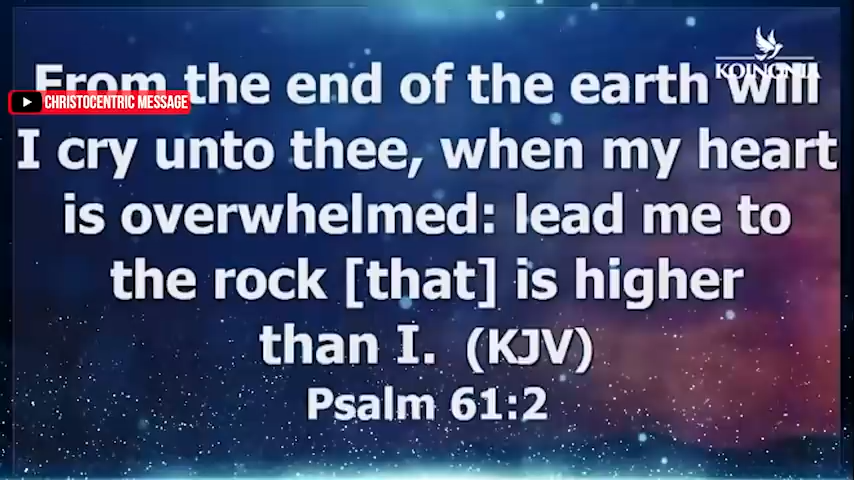 KOINONIA
From the end of the earth will
CHRISTOCENTRIC MESSAGE
I cry unto thee, when my heart
is overwhelmed: lead me to
the rock [that] is higher
than I. (KJV)
Psalm 61:2